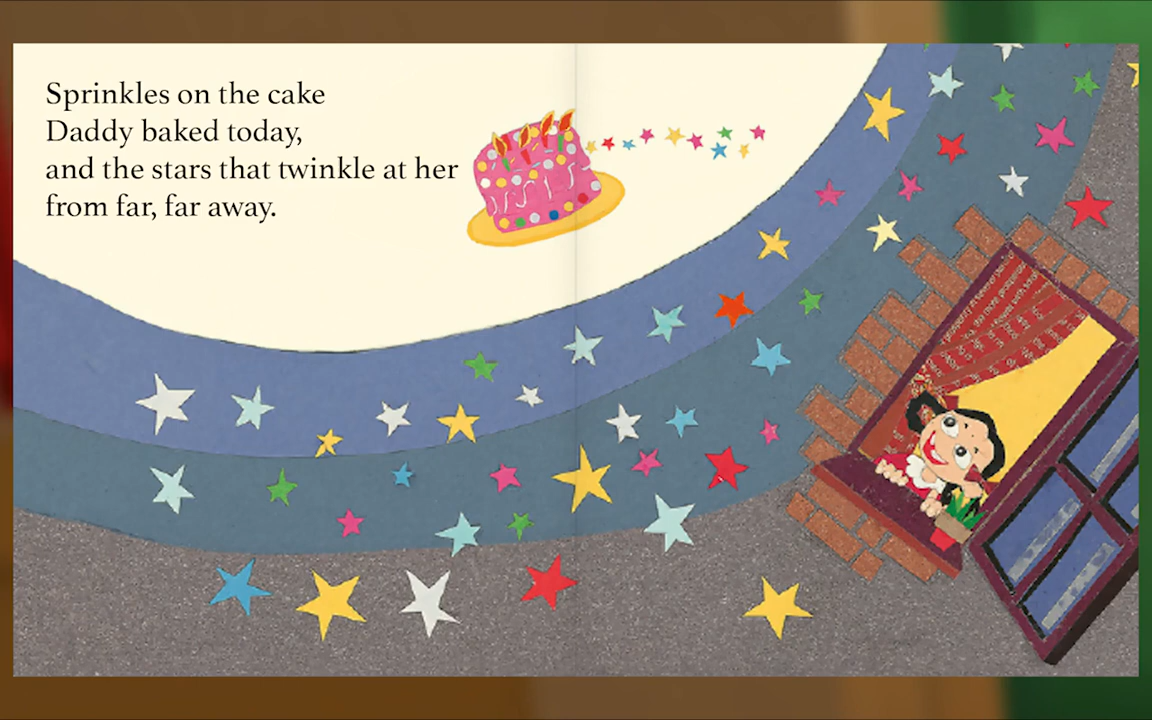 Sprinkles on the cake
Daddy baked today,
and the stars that twinkle at her
from far, far away.